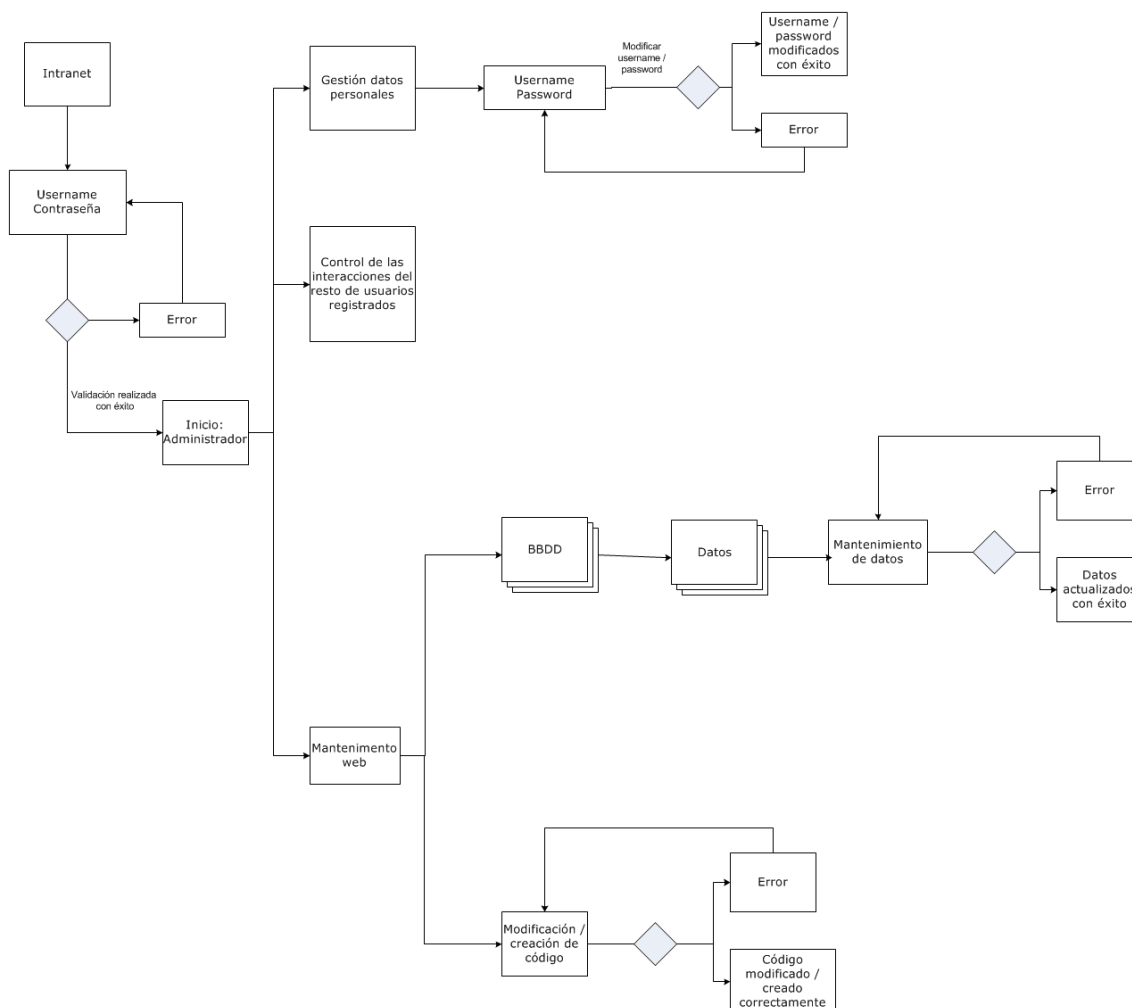 Intranet
Username
Contraseña
Error
Validación realizada
con éxito
Inicio:
Administrador
Gestión datos
personales
Username
Password
Modificar
username /
password
Username /
password
modificados
con éxito
Error
Control de las
interacciones del
resto de usuarios
registrados
Mantenimento
web
BBDD
Datos
Mantenimiento
de datos
Error
Datos
actualizados
con éxito
Modificación /
creación de
código
Error
Código
modificado /
creado
correctamente